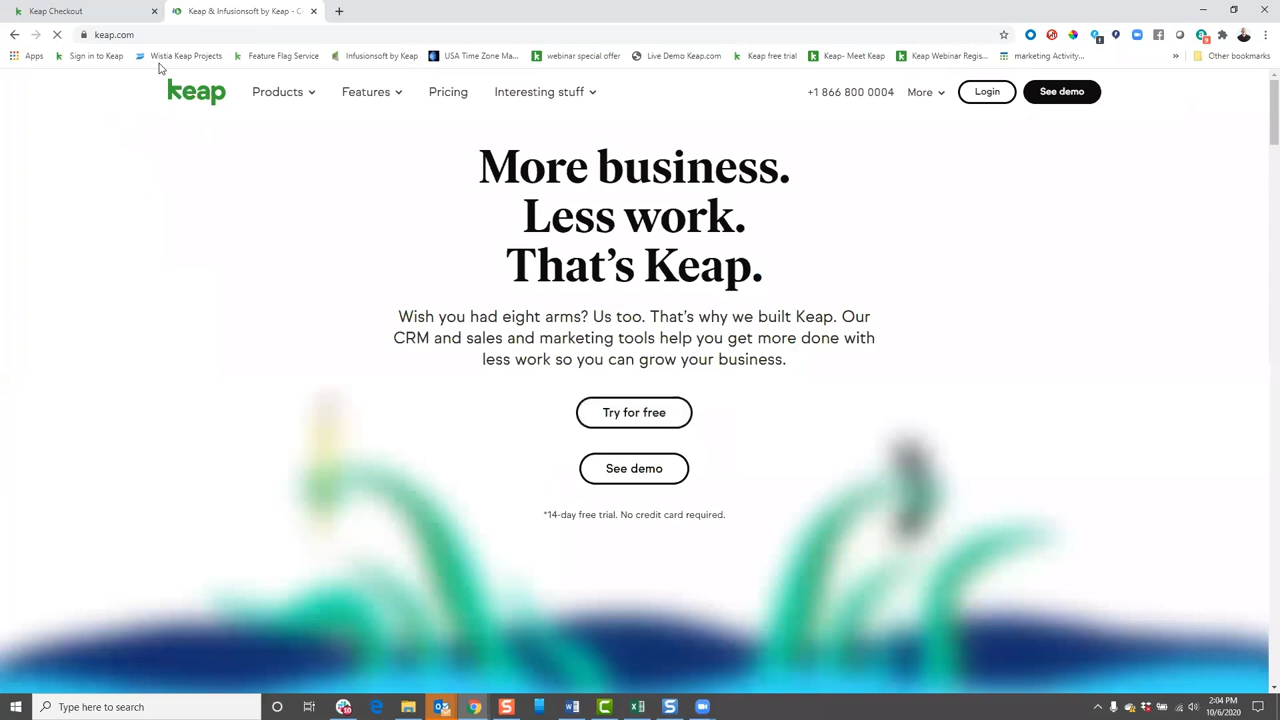 Keap Checkout
Keap & Infusionsoft by Keap - C
keap.com
Apps
Sign in to Keap
Wistia Keap Projects
Feature Flag Service
Infusionsoft by Keap
USA Time Zone Ma...
webinar special offer
Live Demo Keap.com
Keap free trial
Keap- Meet Keap
Keap Webinar Regis...
marketing Activity...
»
Other bookmarks
keap
Products
Features
Pricing
Interesting stuff
+1 866 800 0004
More
Login
See demo
More business.
Less work.
That's Keap.
Wish you had eight arms? Us too. That's why we built Keap. Our
CRM and sales and marketing tools help you get more done with
less work so you can grow your business.
Try for free
See demo
*14-day free trial. No credit card required.
Type here to search
2:04 PM
10/6/2020